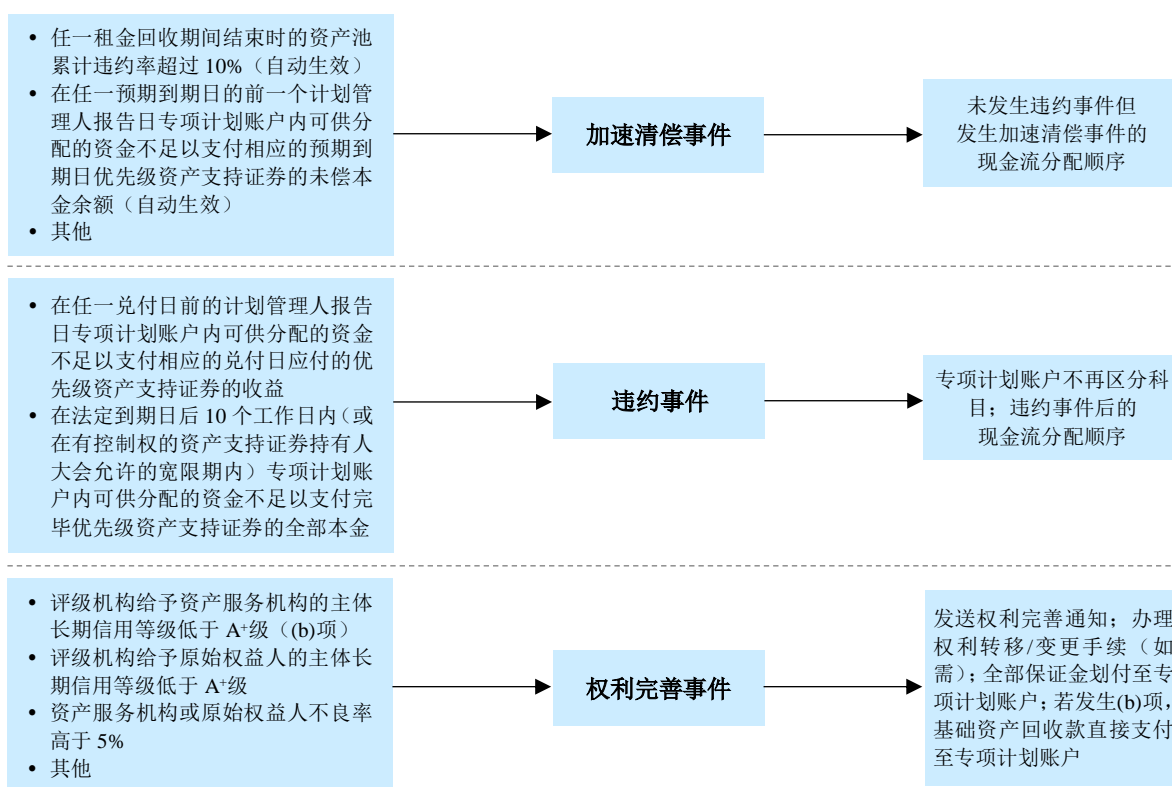 • 任一租金回收期间结束时的资产池
累计违约率超过 10%（自动生效）
• 在任一预期到期日的前一个计划管
理人报告日专项计划账户内可供分
配的资金不足以支付相应的预期到
期日优先级资产支持证券的未偿本
金余额（自动生效）
• 其他
加速清偿事件
未发生违约事件但
发生加速清偿事件的
现金流分配顺序
• 在任一兑付日前的计划管理人报告
日专项计划账户内可供分配的资金
不足以支付相应的兑付日应付的优
先级资产支持证券的收益
• 在法定到期日后 10 个工作日内（或
在有控制权的资产支持证券持有人
大会允许的宽限期内）专项计划账
户内可供分配的资金不足以支付完
毕优先级资产支持证券的全部本金
违约事件
专项计划账户不再区分科
目；违约事件后的
现金流分配顺序
• 评级机构给予资产服务机构的主体
长期信用等级低于 A⁺级（(b)项）
• 评级机构给予原始权益人的主体长
期信用等级低于 A⁺级
• 资产服务机构或原始权益人不良率
高于 5%
• 其他
权利完善事件
发送权利完善通知；办理
权利转移/变更手续（如
需）；全部保证金划付至专
项计划账户；若发生(b)项，
基础资产回收款直接支付
至专项计划账户